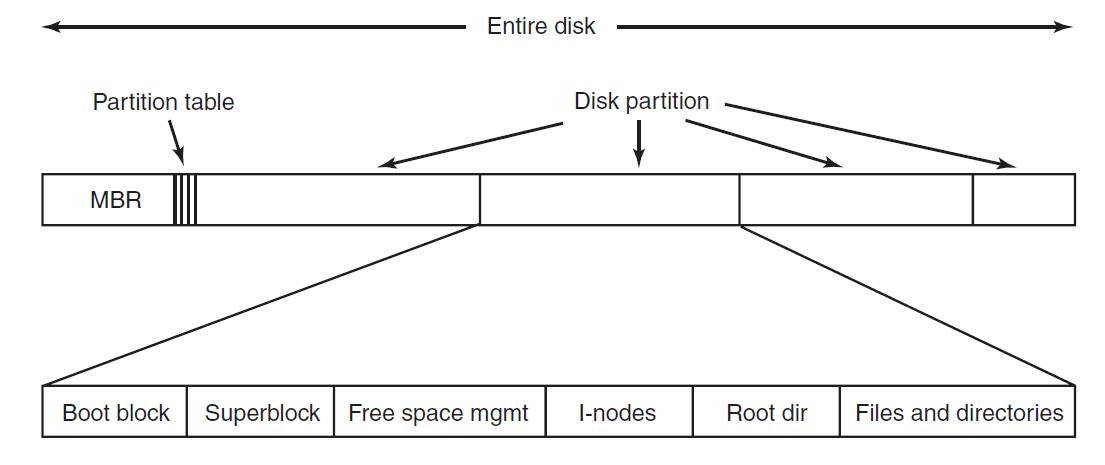 Entire disk
Partition table
Disk partition
MBR
Boot block
Superblock
Free space mgmt
I-nodes
Root dir
Files and directories